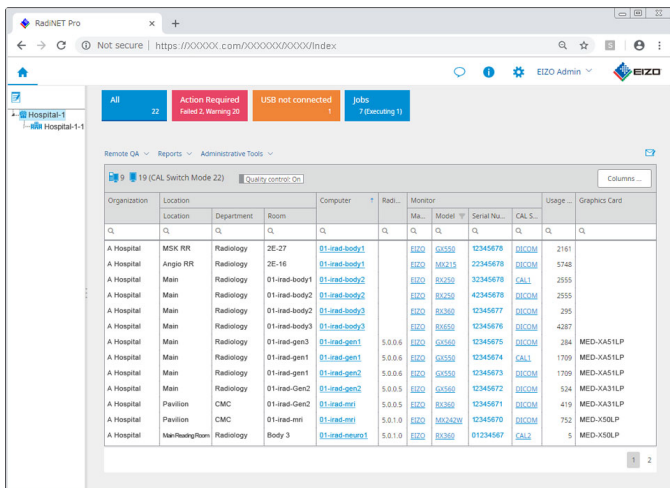 RadiNET Pro
Not secure | https://XXXXX.com/XXXXXX/XXXX/Index
EIZO Admin
EIZO
Hospital-1
Hospital-1-1
All
22
Action Required
Failed 2, Warning 20
USB not connected
1
Jobs
7 (Executing 1)
Remote QA Reports Administrative Tools
9 19 (CAL Switch Mode 22) Quality control: On Columns ...
Organization Location Computer Radi... Monitor Usage ... Graphics Card
Location Department Room Ma... Model Serial Nu... CAL S...
A Hospital MSK RR Radiology 2E-27 01-irad-body1 EIZO GX550 12345678 DICOM 2161
A Hospital Angio RR Radiology 2E-16 01-irad-body1 EIZO MX215 22345678 DICOM 5748
A Hospital Main Radiology 01-irad-body1 01-irad-body2 EIZO RX250 32345678 CAL1 2555
A Hospital Main Radiology 01-irad-body2 01-irad-body2 EIZO RX250 42345678 DICOM 2555
A Hospital Main Radiology 01-irad-body2 01-irad-body3 EIZO RX360 12345677 DICOM 295
A Hospital Main Radiology 01-irad-body3 01-irad-body3 EIZO RX650 12345676 DICOM 4287
A Hospital Main Radiology 01-irad-gen3 01-irad-gen1 5.0.0.6 EIZO GX560 12345675 DICOM 284 MED-XA51LP
A Hospital Main Radiology 01-irad-gen1 01-irad-gen1 5.0.0.6 EIZO GX550 12345674 CAL1 1709 MED-XA51LP
A Hospital Main Radiology 01-irad-gen1 01-irad-gen2 5.0.0.6 EIZO GX550 12345673 DICOM 1709 MED-XA51LP
A Hospital Main Radiology 01-irad-Gen2 01-irad-gen2 5.0.0.5 EIZO GX560 12345672 DICOM 524 MED-XA31LP
A Hospital Pavilion CMC 01-irad-Gen2 01-irad-mri 5.0.0.5 EIZO RX360 12345671 DICOM 419 MED-XA31LP
A Hospital Pavilion CMC 01-irad-mri 01-irad-mri 5.0.1.0 EIZO MX242W 12345670 DICOM 752 MED-X50LP
A Hospital Main Reading Room Radiology Body 3 01-irad-neuro1 5.0.1.0 EIZO RX360 01234567 CAL2 5 MED-X50LP
1 2